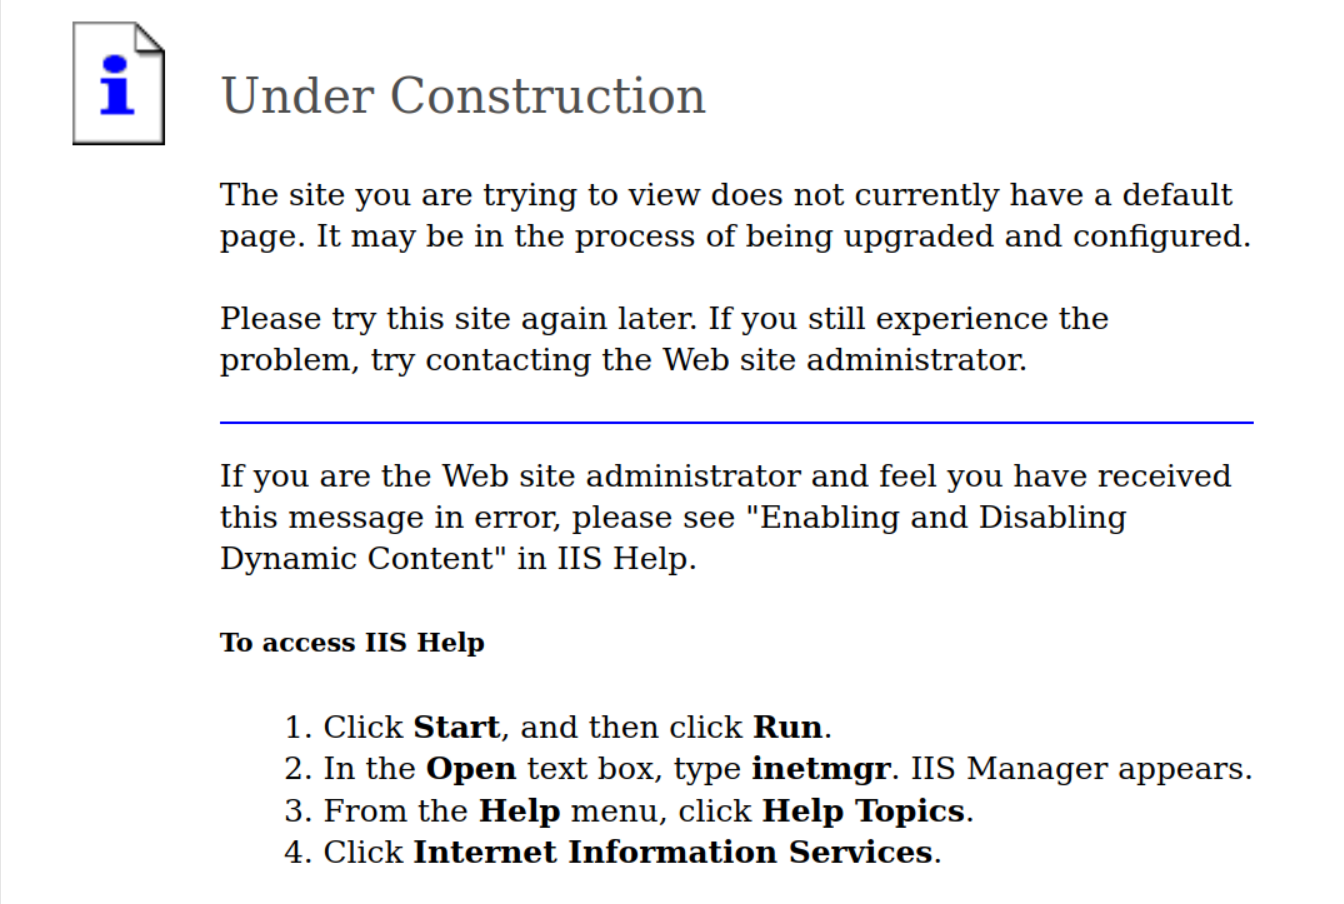 i
Under Construction
The site you are trying to view does not currently have a default
page. It may be in the process of being upgraded and configured.
Please try this site again later. If you still experience the
problem, try contacting the Web site administrator.
If you are the Web site administrator and feel you have received
this message in error, please see "Enabling and Disabling
Dynamic Content" in IIS Help.
To access IIS Help
1. Click Start, and then click Run.
2. In the Open text box, type inetmgr. IIS Manager appears.
3. From the Help menu, click Help Topics.
4. Click Internet Information Services.